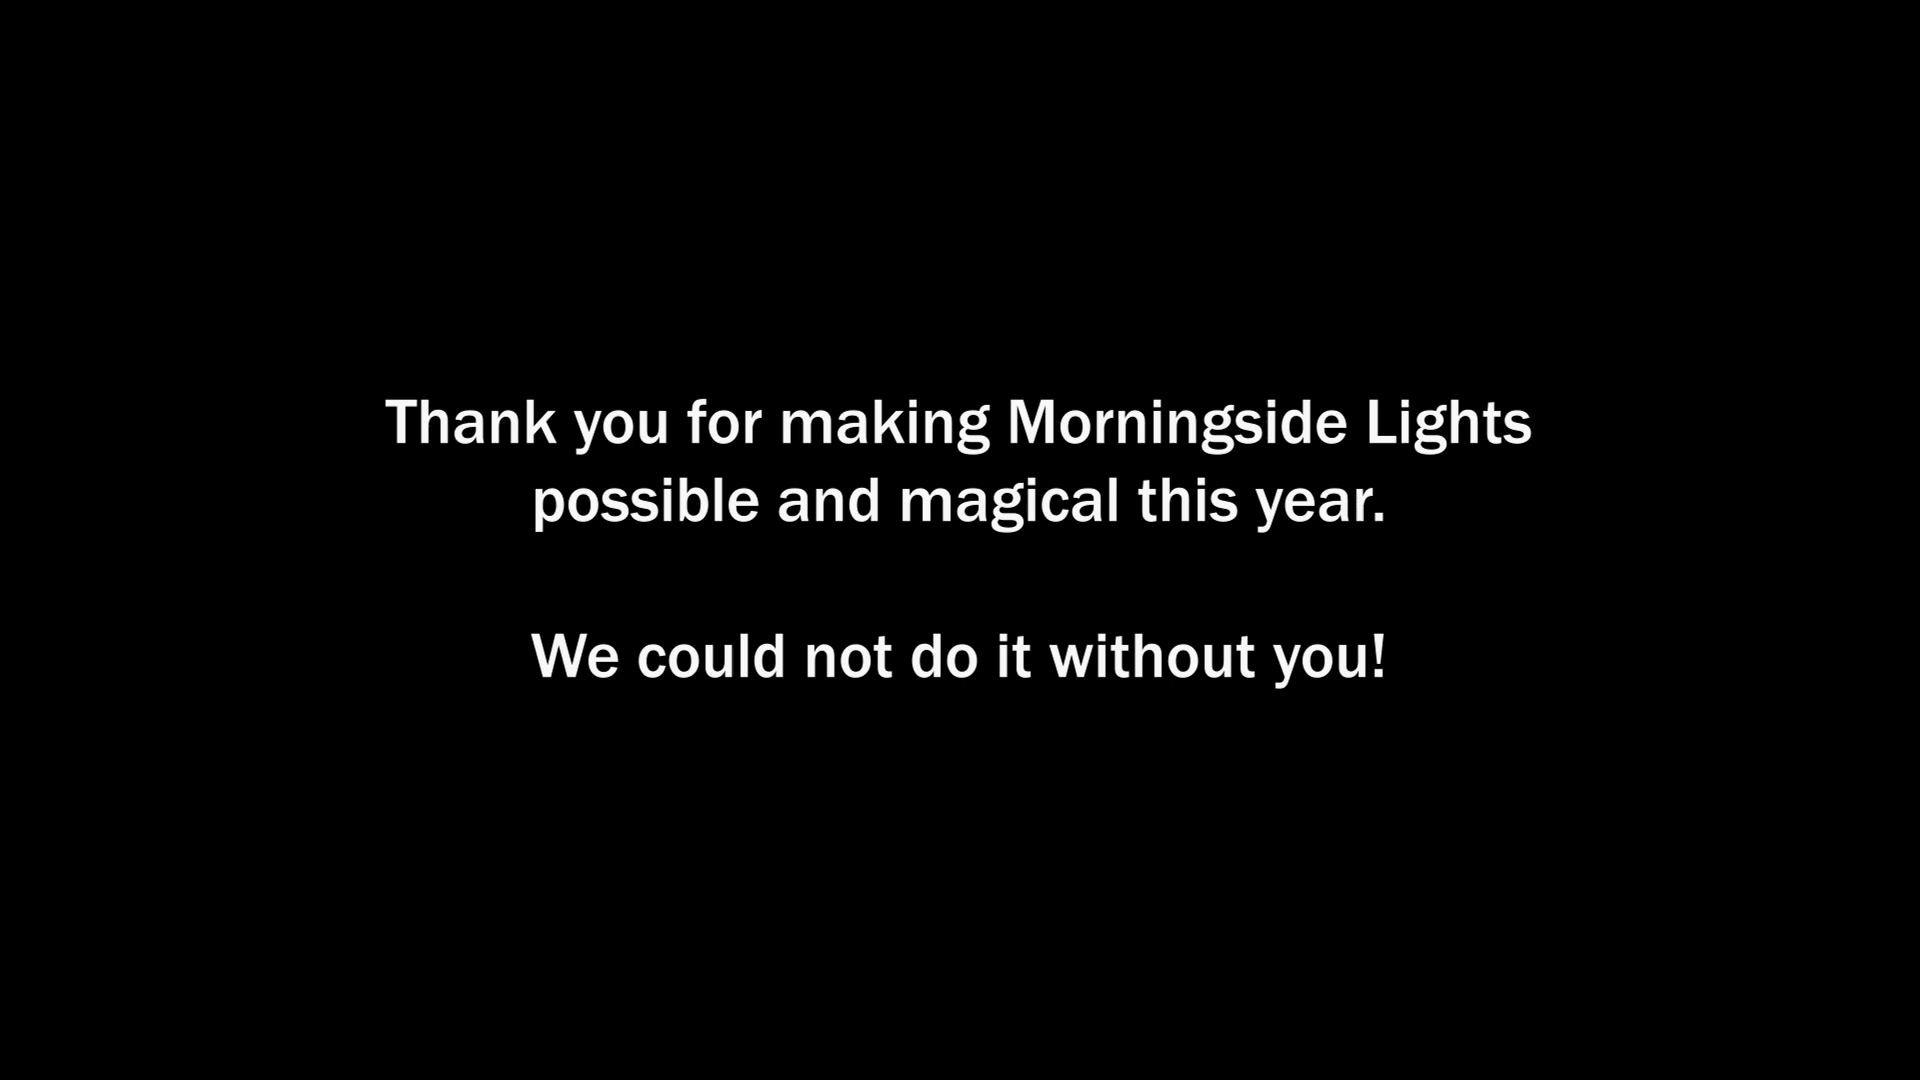 Thank you for making Morningside Lights
possible and magical this year.
We could not do it without you!